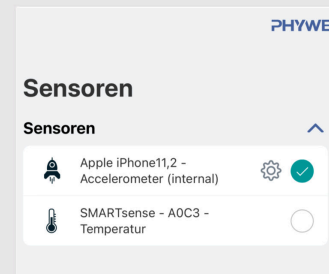 PHYWE
Sensoren
Sensoren
Apple iPhone11,2 -
Accelerometer (internal)
SMARTsense - A0C3 -
Temperatur